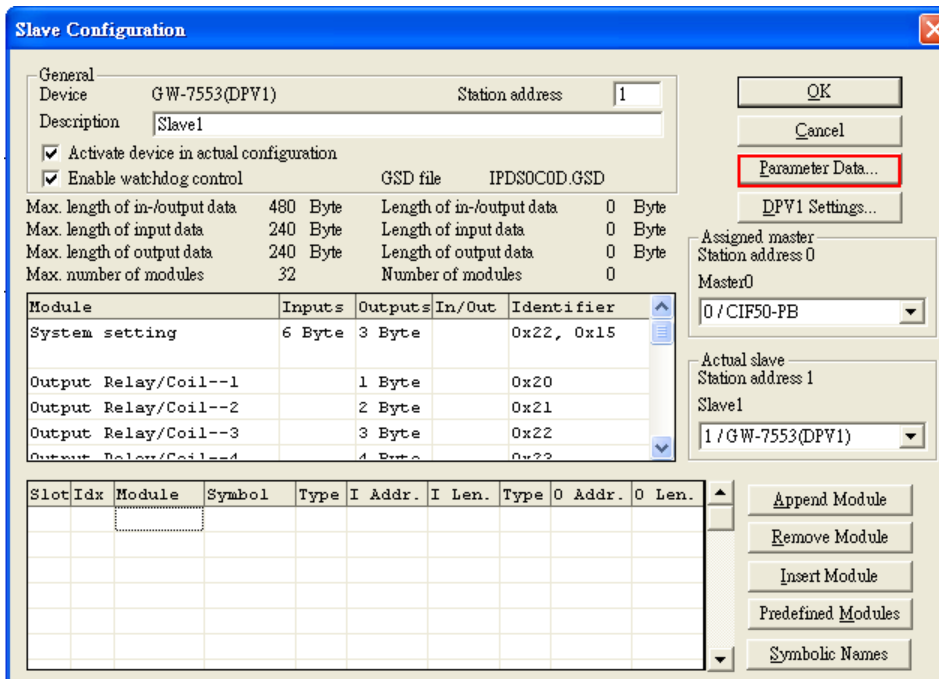 Slave Configuration
General
Device GW-7553(DPV1) Station address 1
Description Slave1
Activate device in actual configuration
Enable watchdog control GSD file IPDS0C0D.GSD
Max. length of in-/output data 480 Byte Length of in-/output data 0 Byte
Max. length of input data 240 Byte Length of input data 0 Byte
Max. length of output data 240 Byte Length of output data 0 Byte
Max. number of modules 32 Number of modules 0
Module Inputs Outputs In/Out Identifier
System setting 6 Byte 3 Byte 0x22, 0x15
Output Relay/Coil--1 1 Byte 0x20
Output Relay/Coil--2 2 Byte 0x21
Output Relay/Coil--3 3 Byte 0x22
Output Relay/Coil--4 4 Byte 0x23
OK
Cancel
Parameter Data...
DPV1 Settings...
Assigned master
Station address 0
Master0
0 / CIF50-PB
Actual slave
Station address 1
Slave1
1 / GW-7553(DPV1)
Slot Idx Module Symbol Type I Addr. I Len. Type O Addr. O Len.
Append Module
Remove Module
Insert Module
Predefined Modules
Symbolic Names